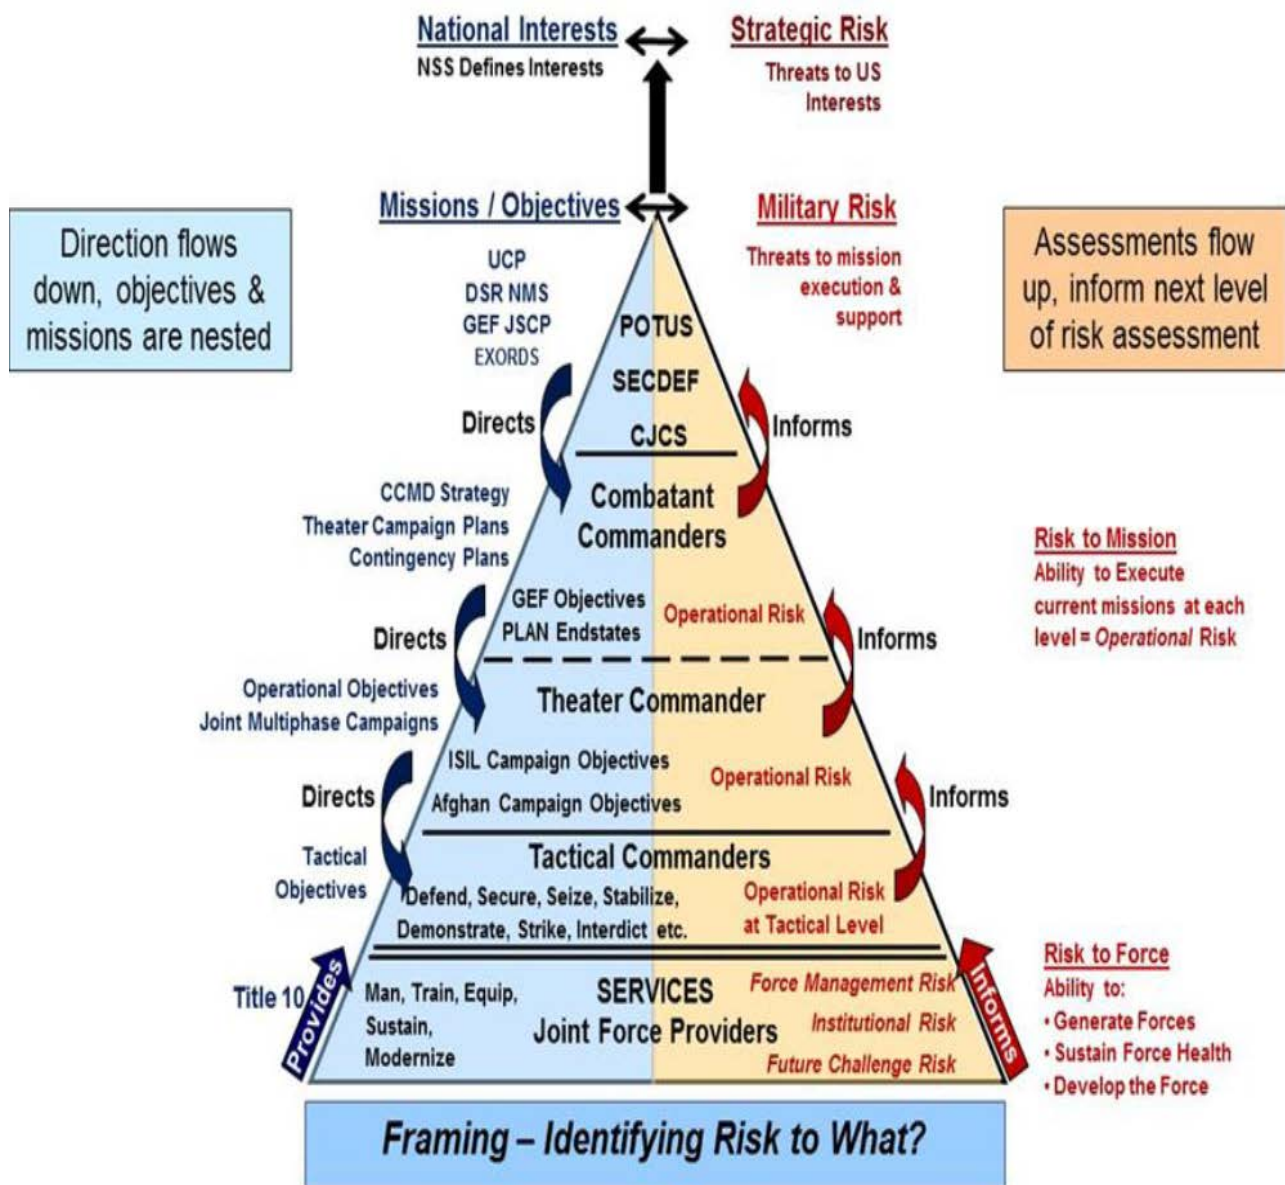 National Interests
NSS Defines Interests
Strategic Risk
Threats to US
Interests
Missions / Objectives
UCP
DSR NMS
GEF JSCP
EXORDS
Military Risk
Threats to mission
execution &
support
Direction flows
down, objectives &
missions are nested
Assessments flow
up, inform next level
of risk assessment
POTUS
SECDEF
CJCS
Directs
Informs
CCMD Strategy
Theater Campaign Plans
Contingency Plans
Combatant
Commanders
GEF Objectives
PLAN Endstates
Operational Risk
Risk to Mission
Ability to Execute
current missions at each
level = Operational Risk
Directs
Informs
Operational Objectives
Joint Multiphase Campaigns
Theater Commander
ISIL Campaign Objectives
Afghan Campaign Objectives
Operational Risk
Directs
Informs
Tactical
Objectives
Tactical Commanders
Defend, Secure, Seize, Stabilize,
Demonstrate, Strike, Interdict etc.
Operational Risk
at Tactical Level
Title 10
Provides
Man, Train, Equip,
Sustain,
Modernize
SERVICES
Joint Force Providers
Force Management Risk
Institutional Risk
Future Challenge Risk
Informs
Risk to Force
Ability to:
• Generate Forces
• Sustain Force Health
• Develop the Force
Framing – Identifying Risk to What?